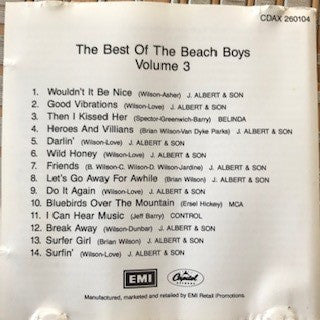 CDAX 260104
The Best Of The Beach Boys
Volume 3
1. Wouldn't It Be Nice (Wilson-Asher) J. ALBERT & SON
2. Good Vibrations (Wilson-Love) J. ALBERT & SON
3. Then I Kissed Her (Spector-Greenwich-Barry) BELINDA
4. Heroes And Villians (Brian Wilson-Van Dyke Parks) J. ALBERT & SON
5. Darlin' (Wilson-Love) J. ALBERT & SON
6. Wild Honey (Wilson-Love) J. ALBERT & SON
7. Friends (B. Wilson-C. Wilson-D. Wilson-Jardine) J. ALBERT & SON
8. Let's Go Away For Awhile (Brian Wilson) J. ALBERT & SON
9. Do It Again (Wilson-Love) J. ALBERT & SON
10. Bluebirds Over The Mountain (Ersel Hickey) MCA
11. I Can Hear Music (Jeff Barry) CONTROL
12. Break Away (Wilson-Dunbar) J. ALBERT & SON
13. Surfer Girl (Brian Wilson) J. ALBERT & SON
14. Surfin' (Wilson-Love) J. ALBERT & SON
EMI
Capitol
Manufactured, marketed and retailed by EMI Retail Promotions.